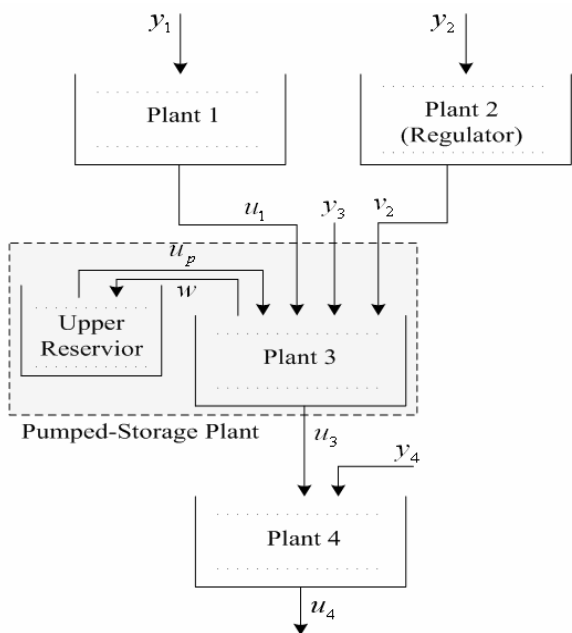 y₁
y₂
Plant 1
Plant 2
(Regulator)
u₁
y₃
v₂
uₚ
w
Upper
Reservior
Plant 3
Pumped-Storage Plant
u₃
y₄
Plant 4
u₄